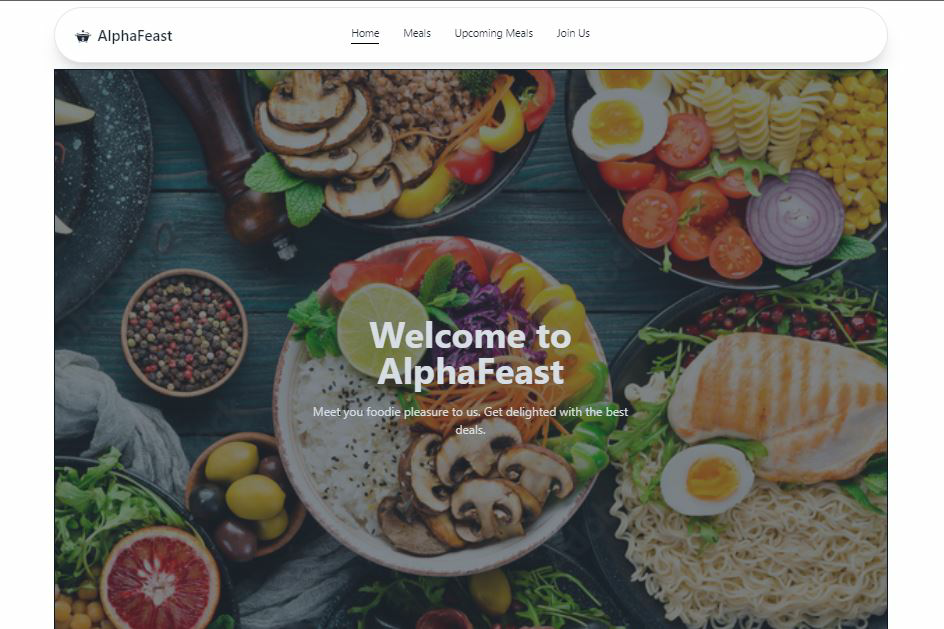 AlphaFeast
Home Meals Upcoming Meals Join Us
Welcome to
AlphaFeast
Meet you foodie pleasure to us. Get delighted with the best
deals.